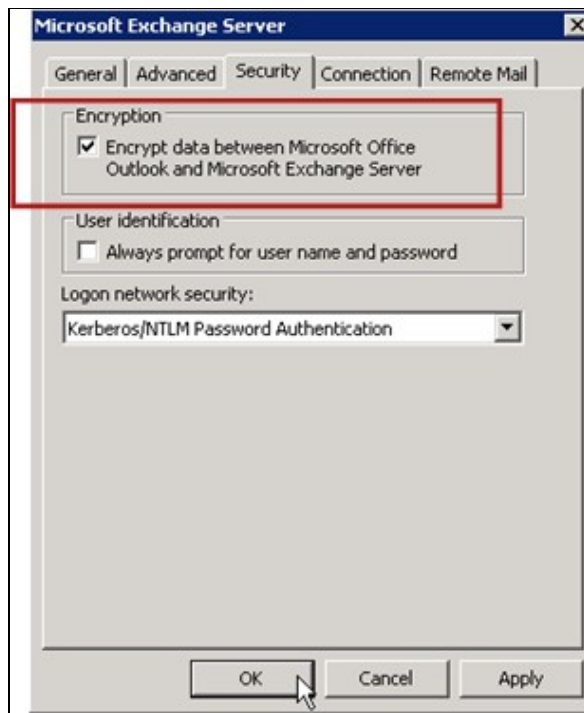 Microsoft Exchange Server
General Advanced Security Connection Remote Mail
Encryption
Encrypt data between Microsoft Office
Outlook and Microsoft Exchange Server
User identification
Always prompt for user name and password
Logon network security:
Kerberos/NTLM Password Authentication
OK Cancel Apply